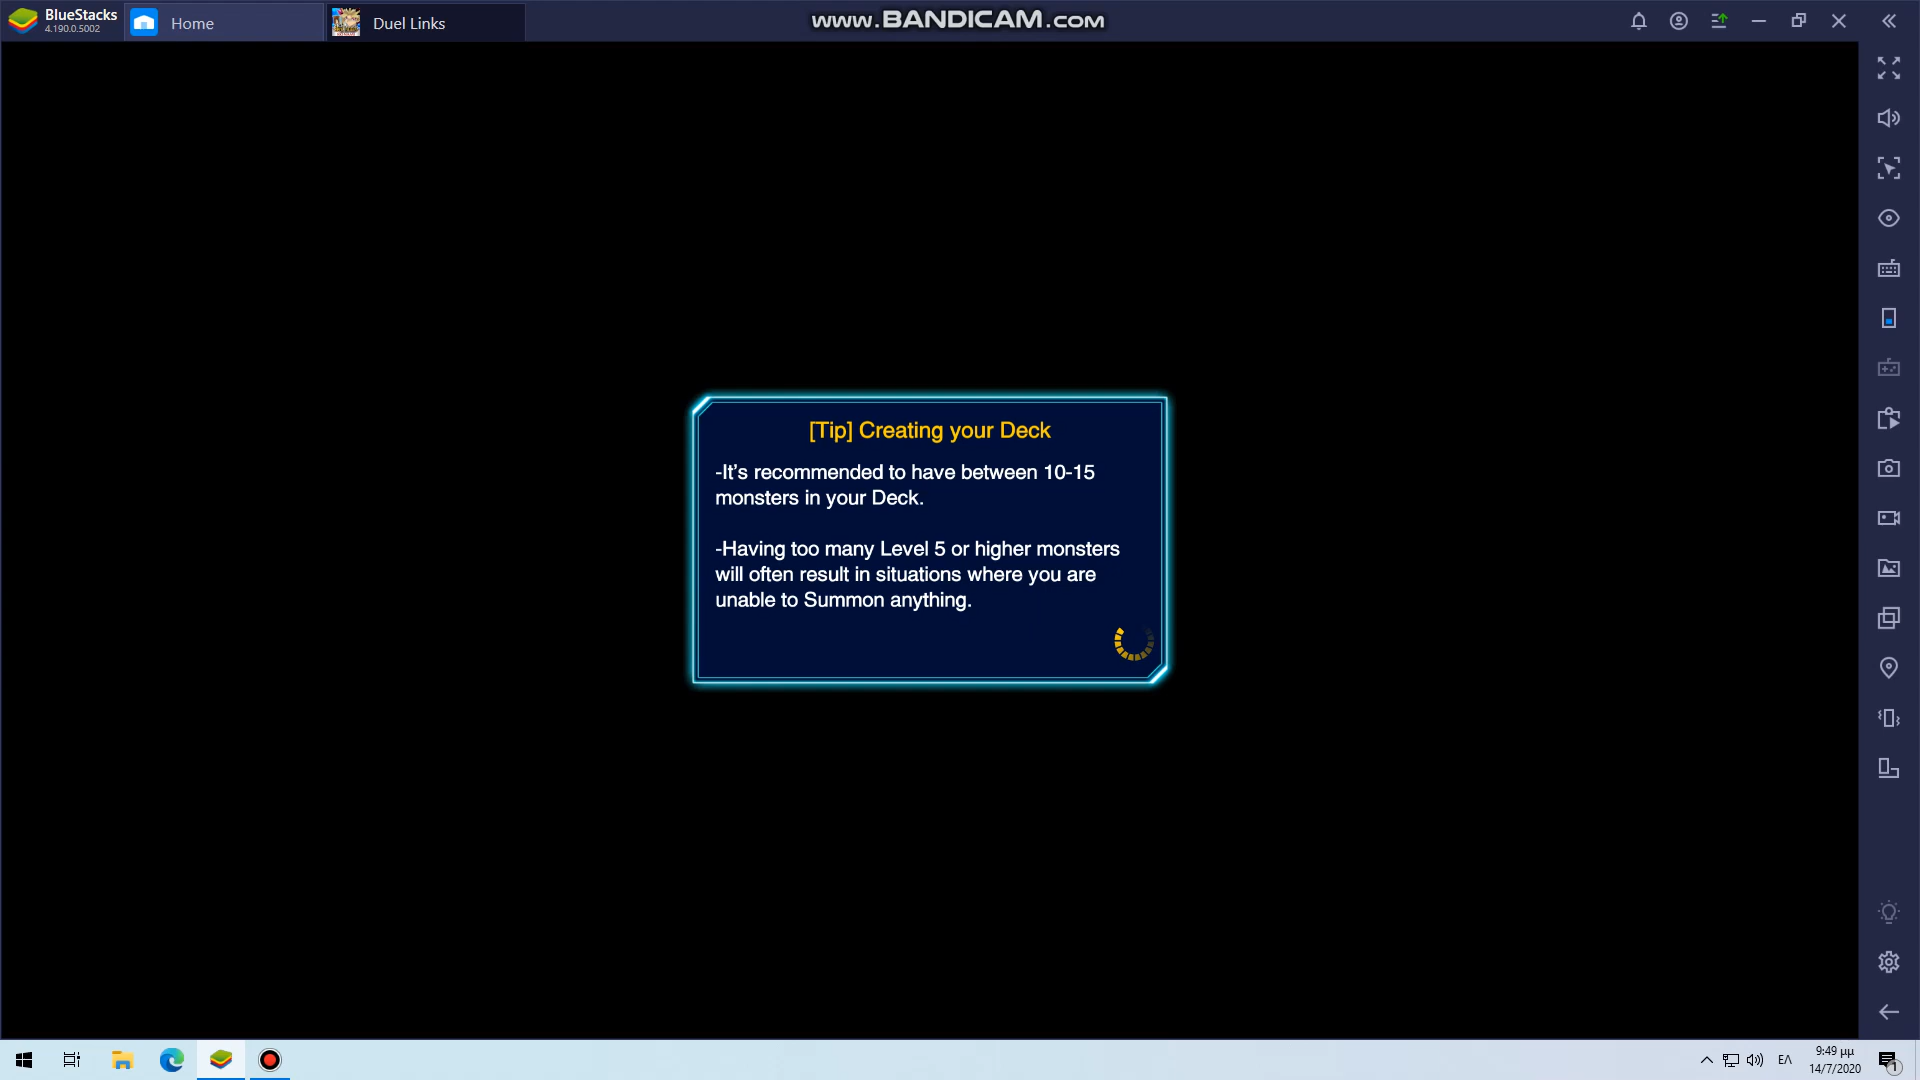 BlueStacks
4.190.0.5002
Home
Duel Links
www.BANDICAM.com
[Tip] Creating your Deck
-It's recommended to have between 10-15
monsters in your Deck.
-Having too many Level 5 or higher monsters
will often result in situations where you are
unable to Summon anything.
ΕΛ
9:49 μμ
14/7/2020
1